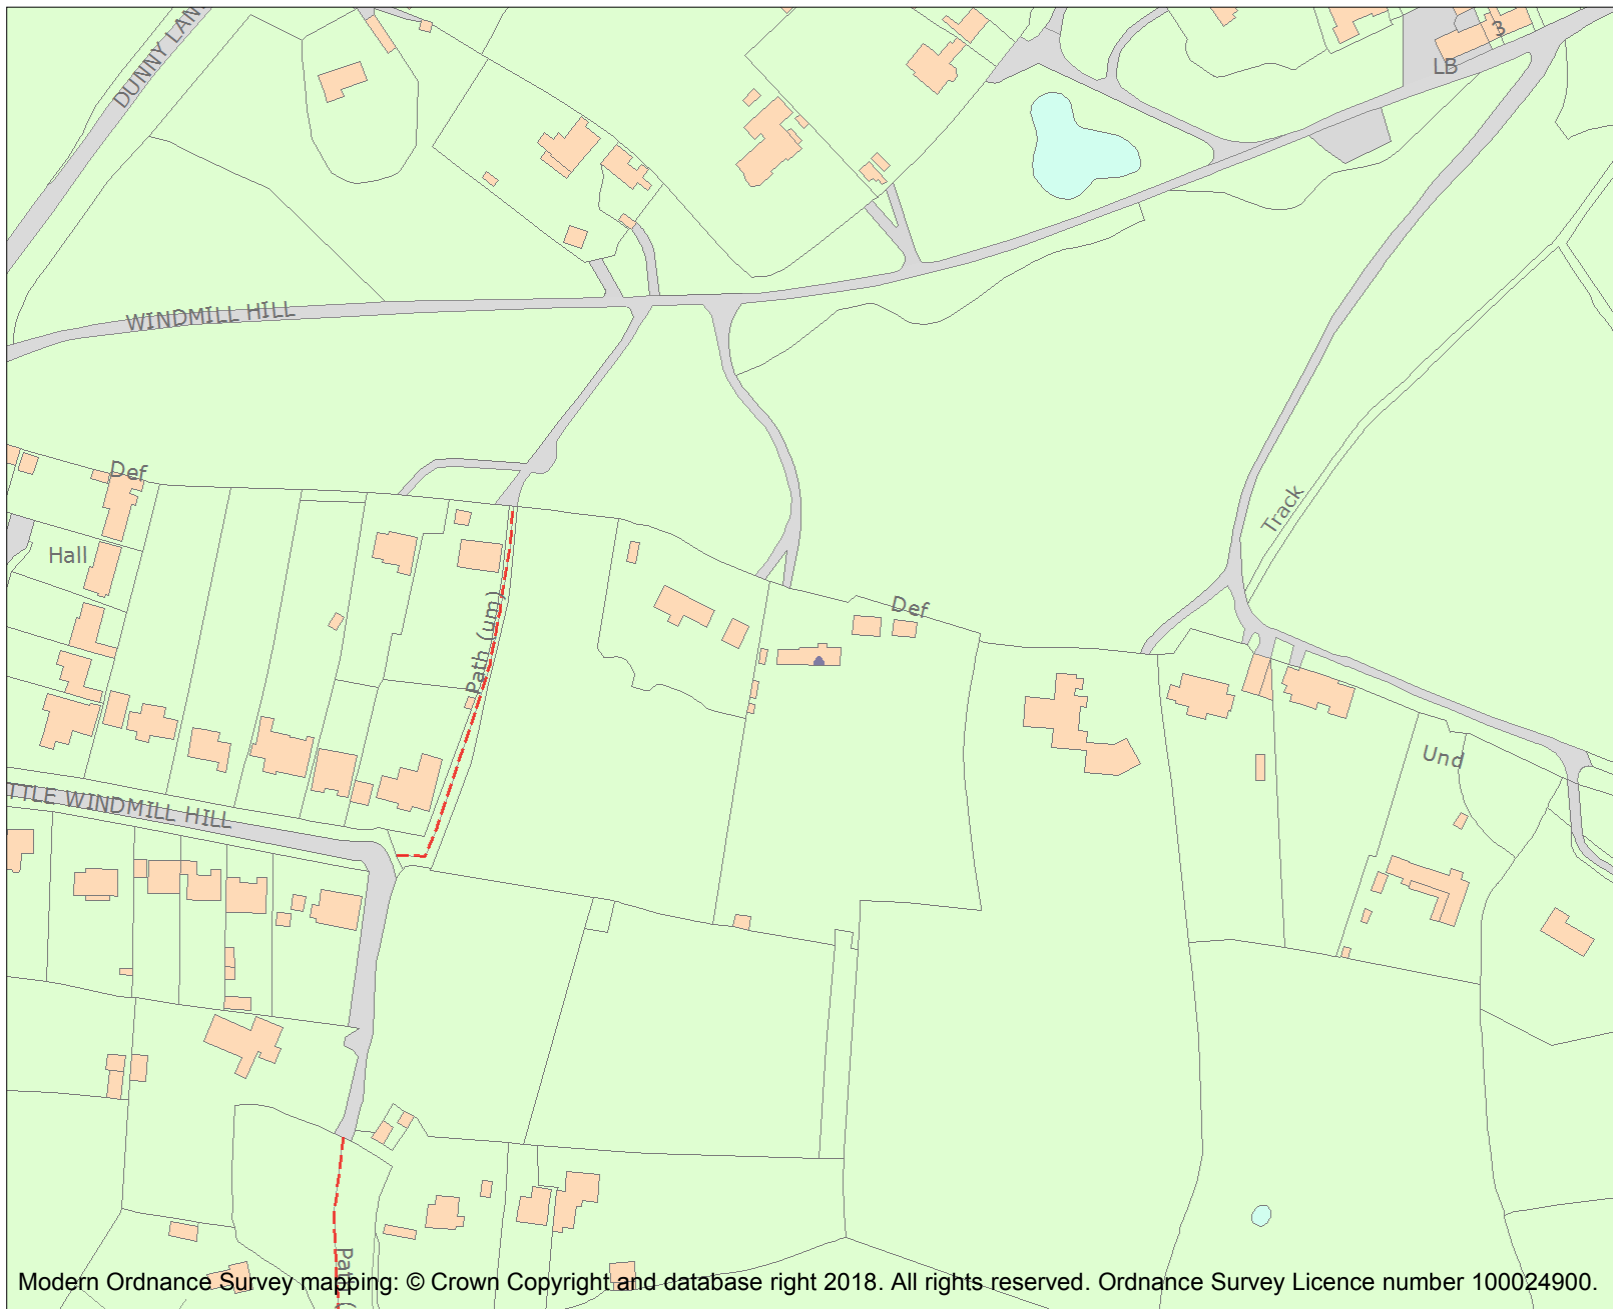 DUNNY LAN
3
LB
WINDMILL HILL
Def
Track
Hall
Path (um)
Def
Und
TTLE WINDMILL HILL
Path (
Modern Ordnance Survey mapping: © Crown Copyright and database right 2018. All rights reserved. Ordnance Survey Licence number 100024900.